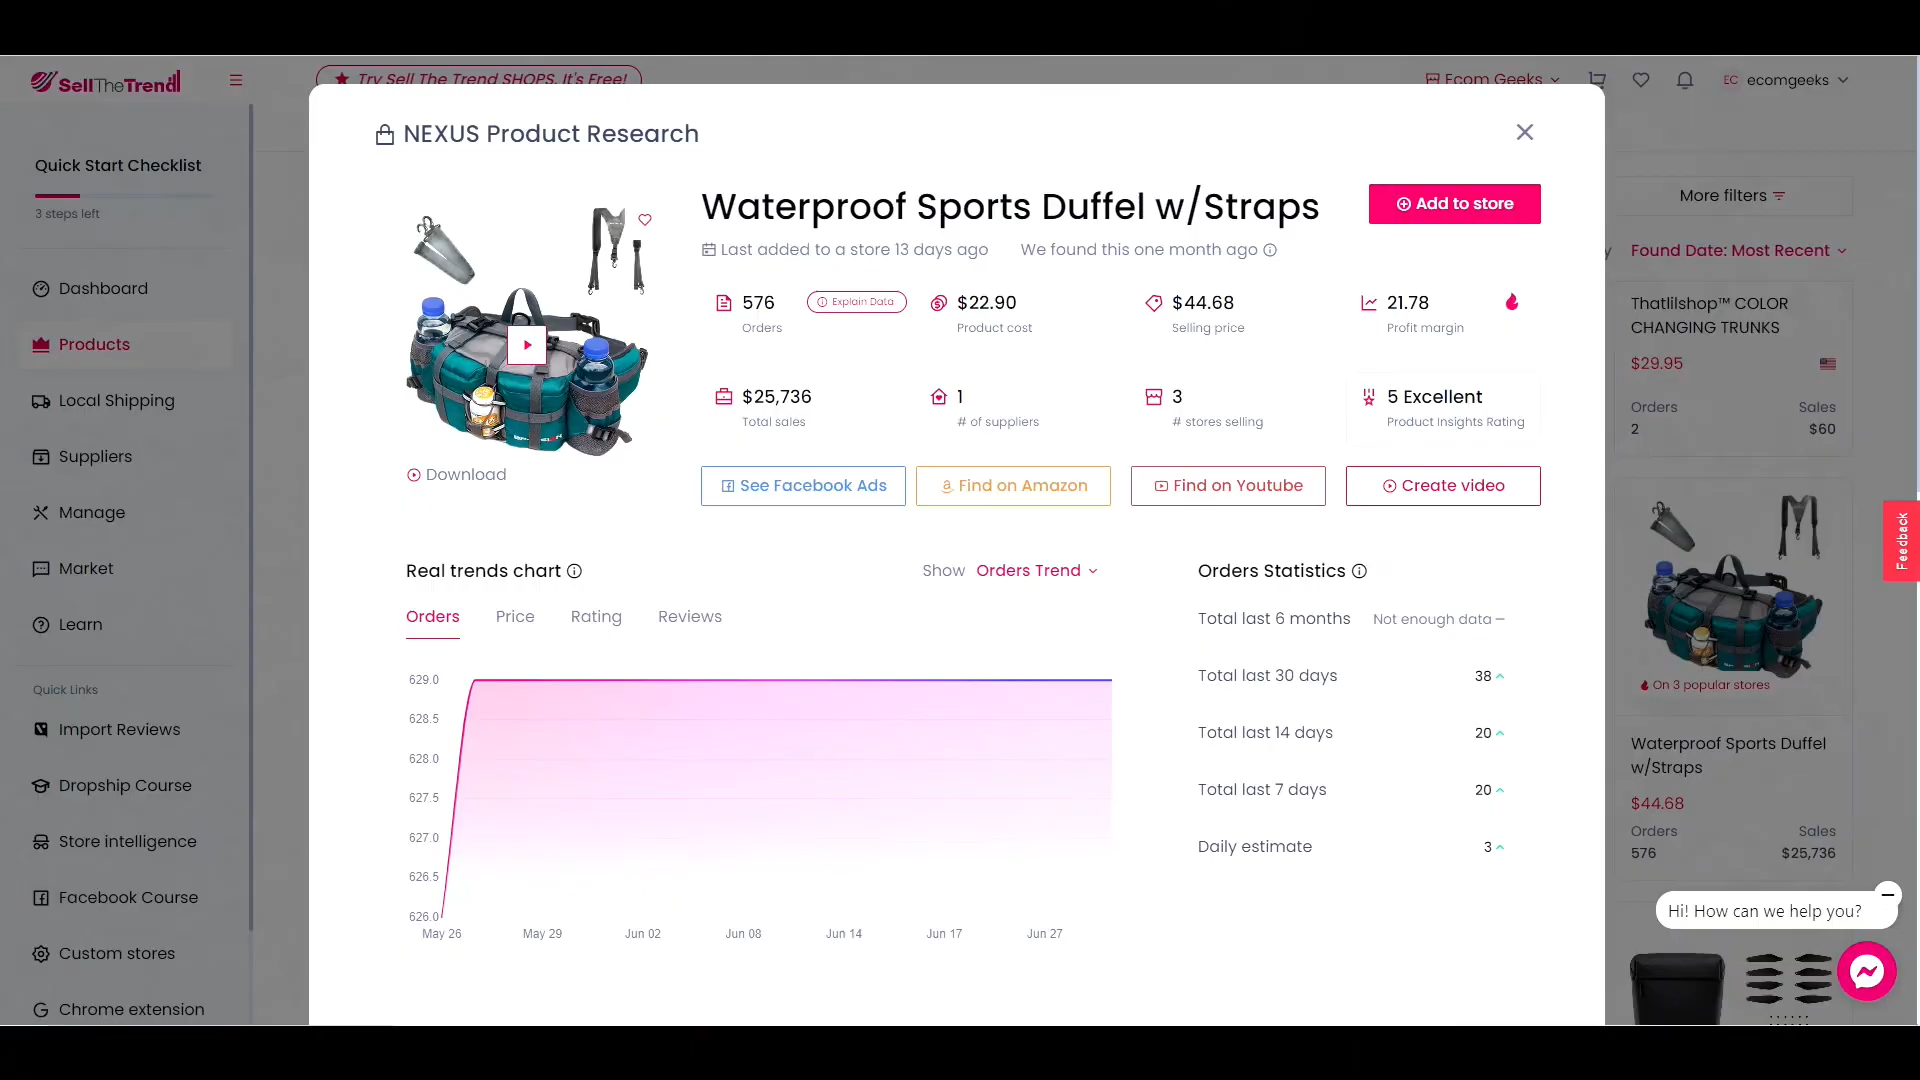 SellTheTrend
Try Sell The Trend SHOPS. It's Free!
Ecom Geeks
EC ecomgeeks
Quick Start Checklist
3 steps left
Dashboard
Products
Local Shipping
Suppliers
Manage
Market
Learn
Quick Links
Import Reviews
Dropship Course
Store intelligence
Facebook Course
Custom stores
Chrome extension
NEXUS Product Research
Waterproof Sports Duffel w/Straps
Add to store
Last added to a store 13 days ago We found this one month ago
576 Explain Data $22.90 $44.68 21.78
Orders Product cost Selling price Profit margin
$25,736 1 3 5 Excellent
Total sales # of suppliers # stores selling Product Insights Rating
Download
See Facebook Ads Find on Amazon Find on Youtube Create video
Real trends chart Show Orders Trend
Orders Price Rating Reviews
629.0
628.5
628.0
627.5
627.0
626.5
626.0
May 26 May 29 Jun 02 Jun 08 Jun 14 Jun 17 Jun 27
Orders Statistics
Total last 6 months Not enough data
Total last 30 days 38
Total last 14 days 20
Total last 7 days 20
Daily estimate 3
More filters
y Found Date: Most Recent
Thatlilshop™ COLOR
CHANGING TRUNKS
$29.95
Orders Sales
2 $60
On 3 popular stores
Waterproof Sports Duffel
w/Straps
$44.68
Orders Sales
576 $25,736
Feedback
Hi! How can we help you?